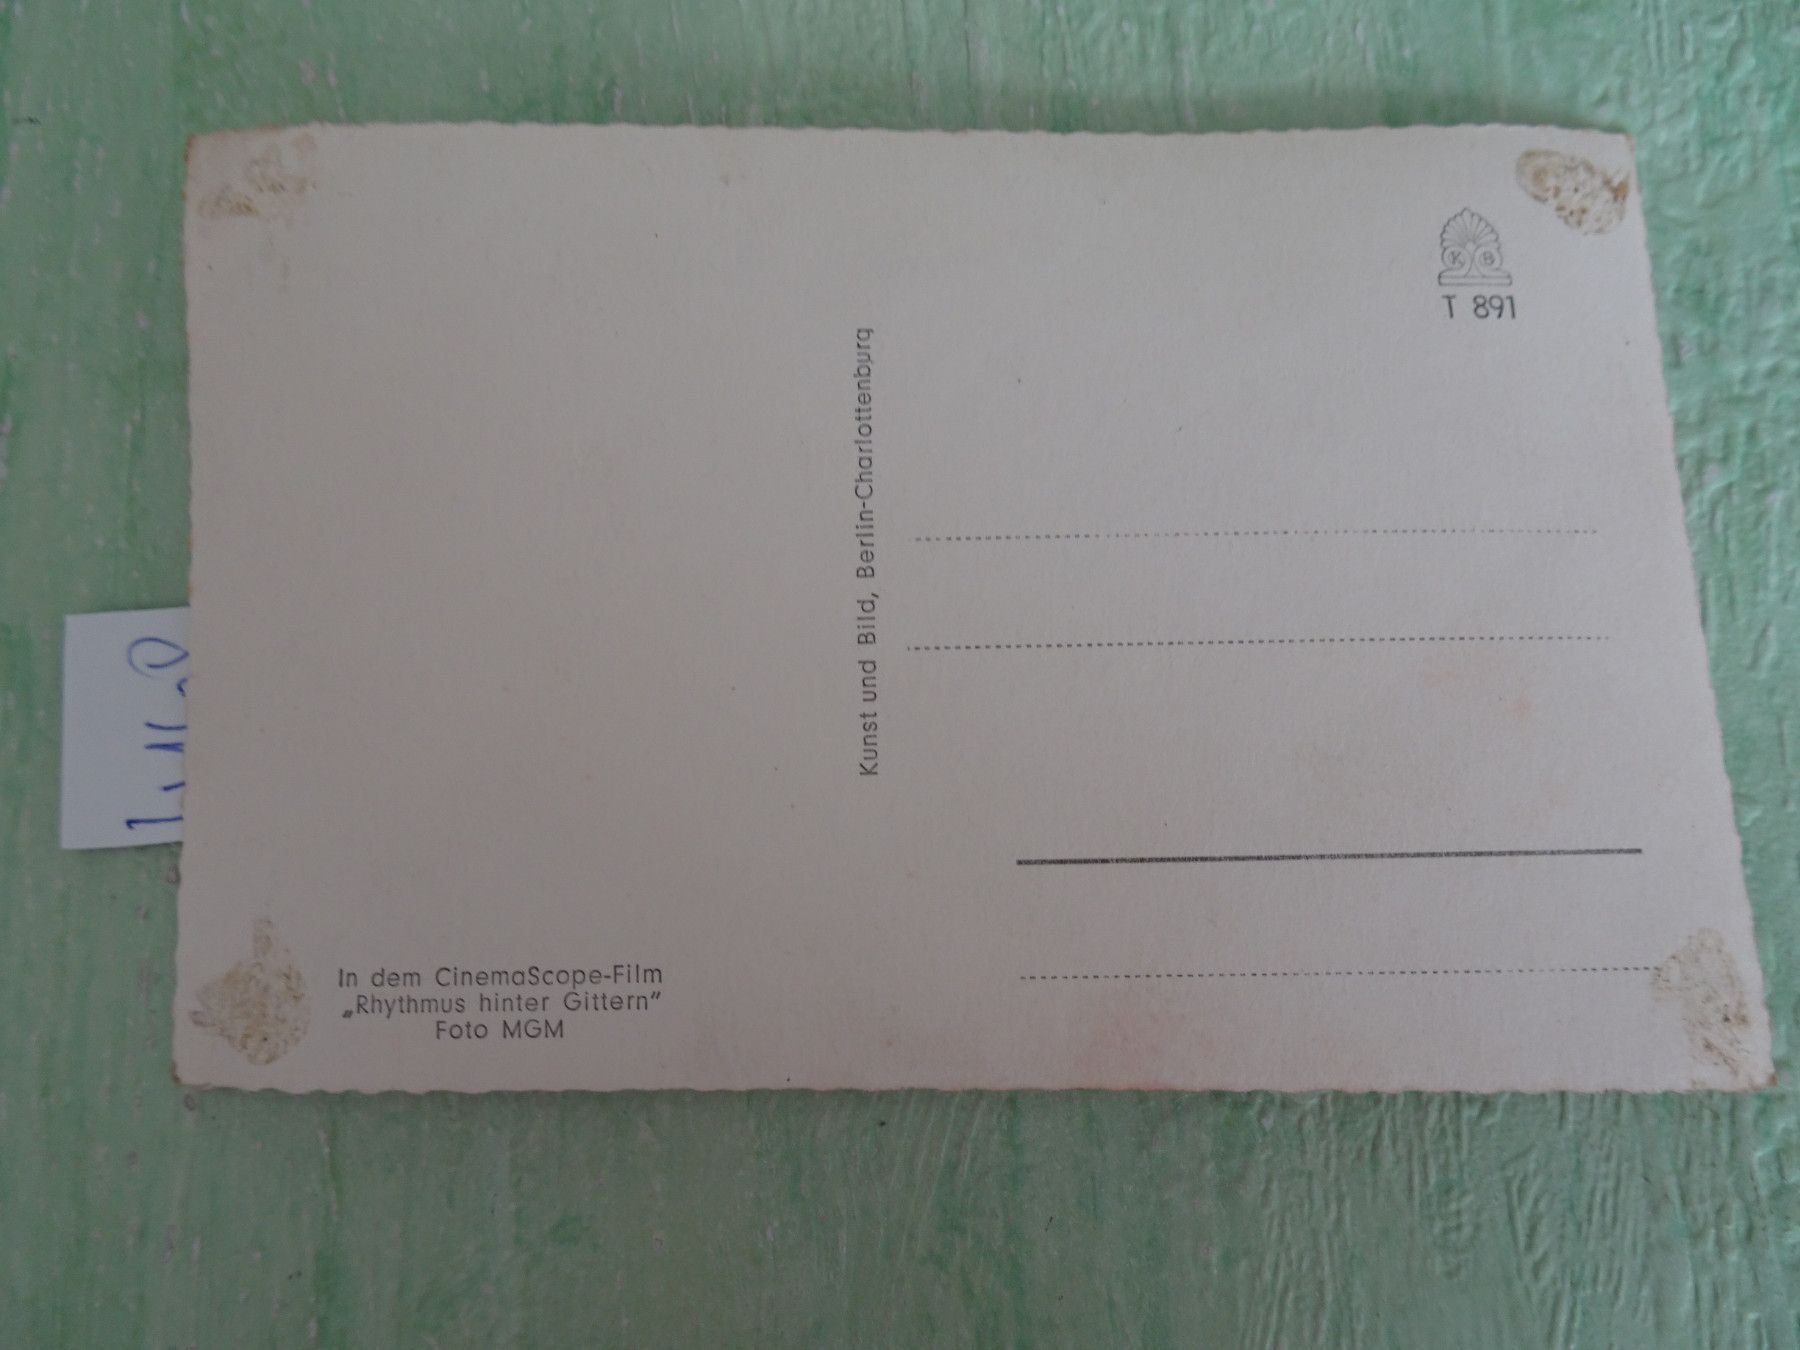 K B
T 891
Kunst und Bild, Berlin-Charlottenburg
In dem CinemaScope-Film
„Rhythmus hinter Gittern"
Foto MGM